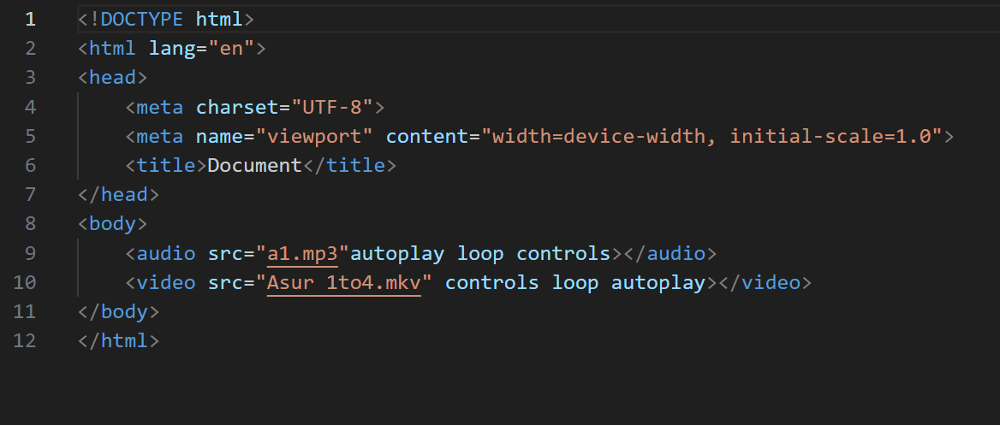 1 <!DOCTYPE html>
2 <html lang="en">
3 <head>
4     <meta charset="UTF-8">
5     <meta name="viewport" content="width=device-width, initial-scale=1.0">
6     <title>Document</title>
7 </head>
8 <body>
9     <audio src="a1.mp3"autoplay loop controls></audio>
10     <video src="Asur 1to4.mkv" controls loop autoplay></video>
11 </body>
12 </html>